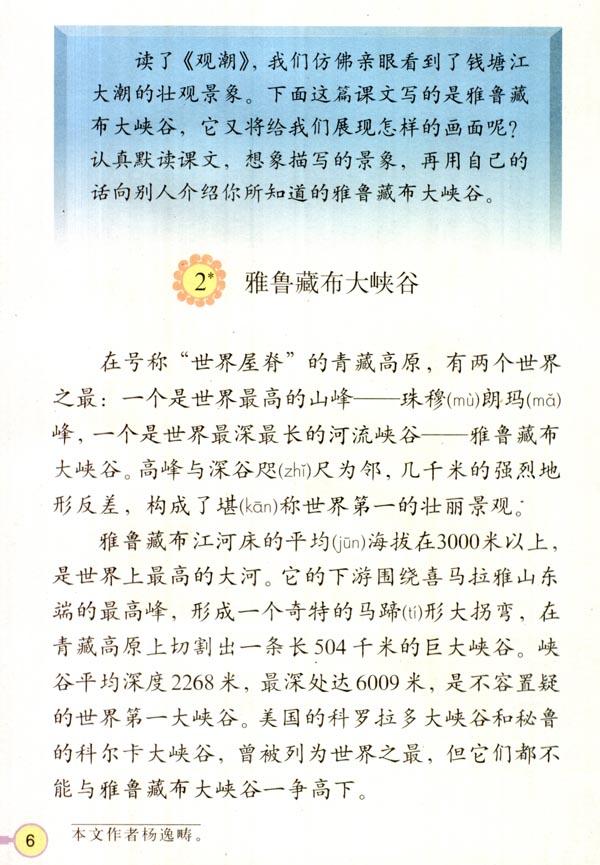 读了《观潮》，我们仿佛亲眼看到了钱塘江
大潮的壮观景象。下面这篇课文写的是雅鲁藏
布大峡谷，它又将给我们展现怎样的画面呢？
认真默读课文，想象描写的景象，再用自己的
话向别人介绍你所知道的雅鲁藏布大峡谷。
2* 雅鲁藏布大峡谷
在号称“世界屋脊”的青藏高原，有两个世界
之最：一个是世界最高的山峰——珠穆(mù)朗玛(mǎ)
峰，一个是世界最深最长的河流峡谷——雅鲁藏布
大峡谷。高峰与深谷咫(zhǐ)尺为邻，几千米的强烈地
形反差，构成了堪(kān)称世界第一的壮丽景观。
雅鲁藏布江河床的平均(jūn)海拔在3000米以上，
是世界上最高的大河。它的下游围绕喜马拉雅山东
端的最高峰，形成一个奇特的马蹄(tí)形大拐弯，在
青藏高原上切割出一条长504千米的巨大峡谷。峡
谷平均深度2268米，最深处达6009米，是不容置疑
的世界第一大峡谷。美国的科罗拉多大峡谷和秘鲁
的科尔卡大峡谷，曾被列为世界之最，但它们都不
能与雅鲁藏布大峡谷一争高下。
本文作者杨逸畴。
6